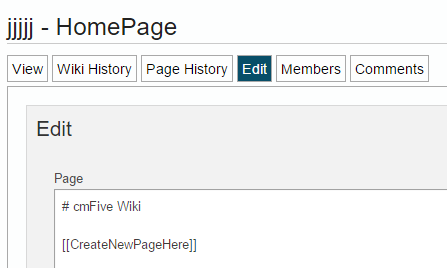 jjjjj - HomePage
View Wiki History Page History Edit Members Comments
Edit
Page
# cmFive Wiki
[[CreateNewPageHere]]